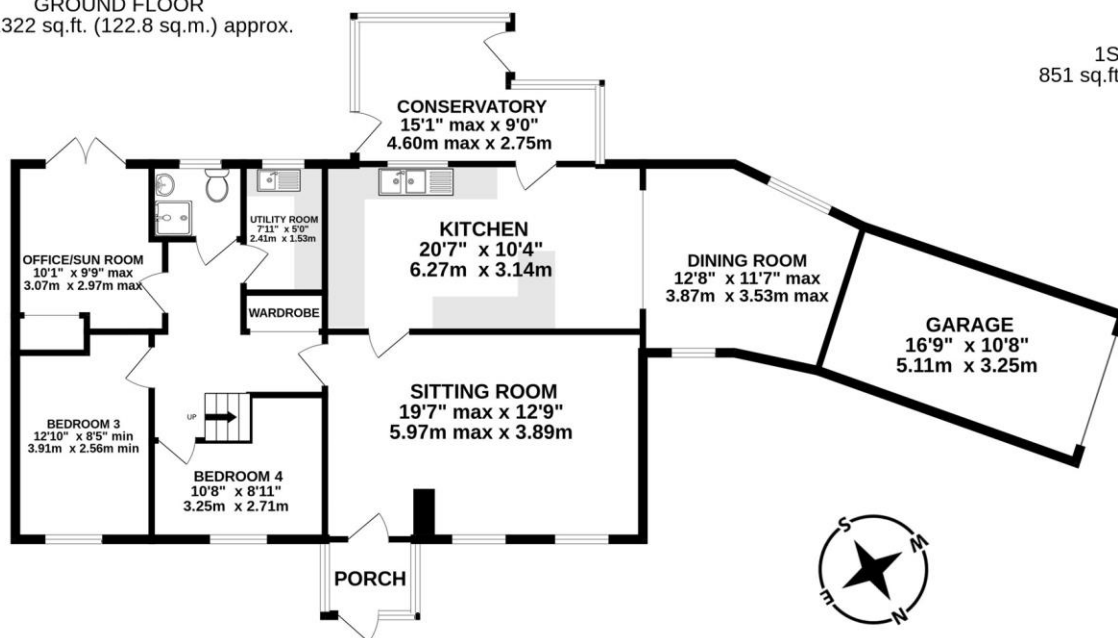 GROUND FLOOR
322 sq.ft. (122.8 sq.m.) approx.
1S
851 sq.ft
CONSERVATORY
15'1" max x 9'0"
4.60m max x 2.75m
UTILITY ROOM
7'11" x 5'0"
2.41m x 1.53m
KITCHEN
20'7" x 10'4"
6.27m x 3.14m
OFFICE/SUN ROOM
10'1" x 9'9" max
3.07m x 2.97m max
DINING ROOM
12'8" x 11'7" max
3.87m x 3.53m max
WARDROBE
GARAGE
16'9" x 10'8"
5.11m x 3.25m
SITTING ROOM
19'7" max x 12'9"
5.97m max x 3.89m
UP
BEDROOM 3
12'10" x 8'5" min
3.91m x 2.56m min
BEDROOM 4
10'8" x 8'11"
3.25m x 2.71m
PORCH
S
W
E
N